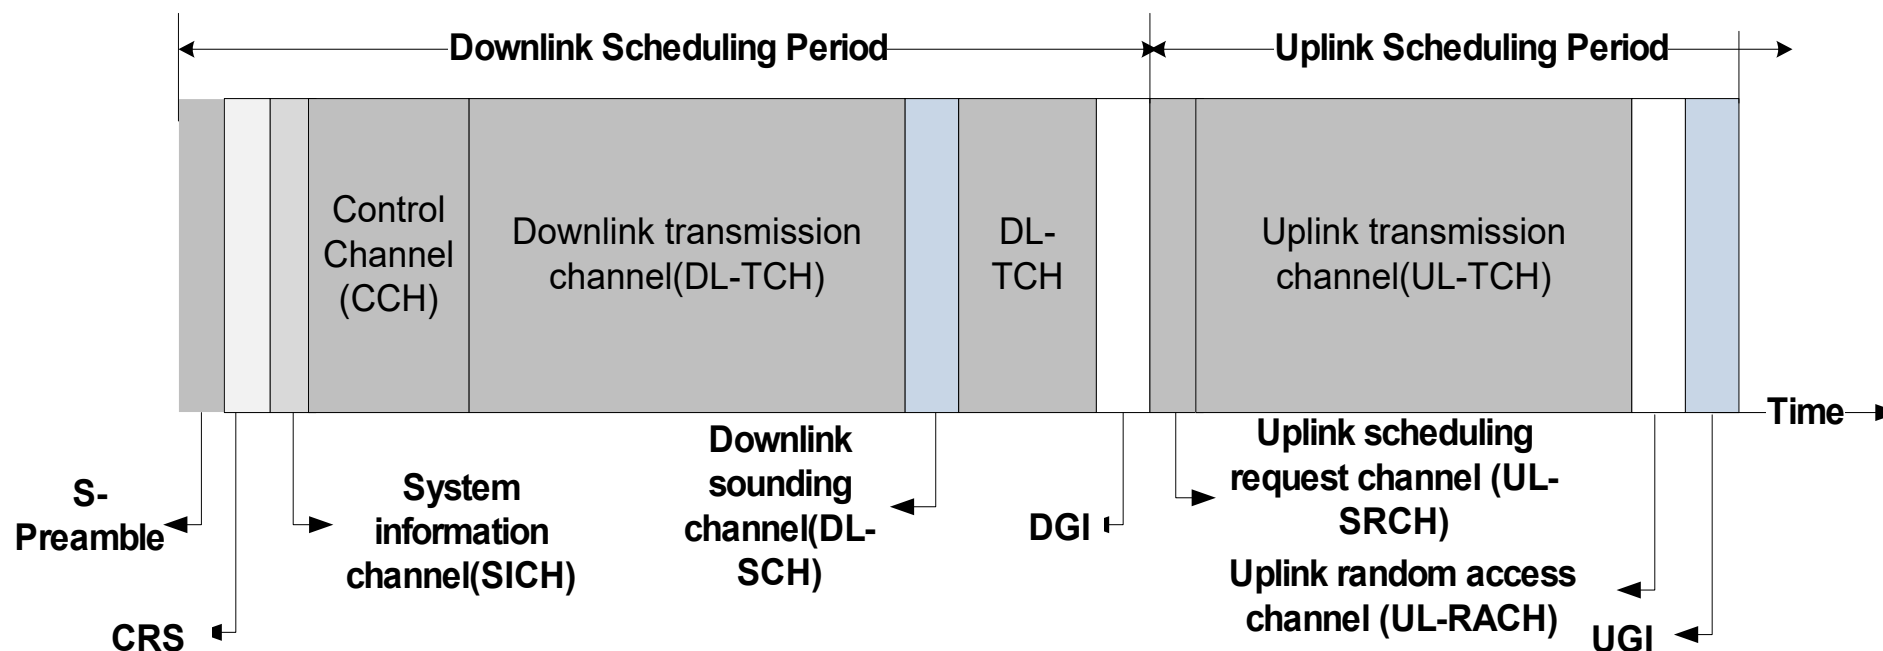 Downlink Scheduling Period
Uplink Scheduling Period
Control
Channel
(CCH)
Downlink transmission
channel(DL-TCH)
DL-
TCH
Uplink transmission
channel(UL-TCH)
Time
S-
Preamble
CRS
System
information
channel(SICH)
Downlink
sounding
channel(DL-
SCH)
DGI
Uplink scheduling
request channel (UL-
SRCH)
Uplink random access
channel (UL-RACH)
UGI